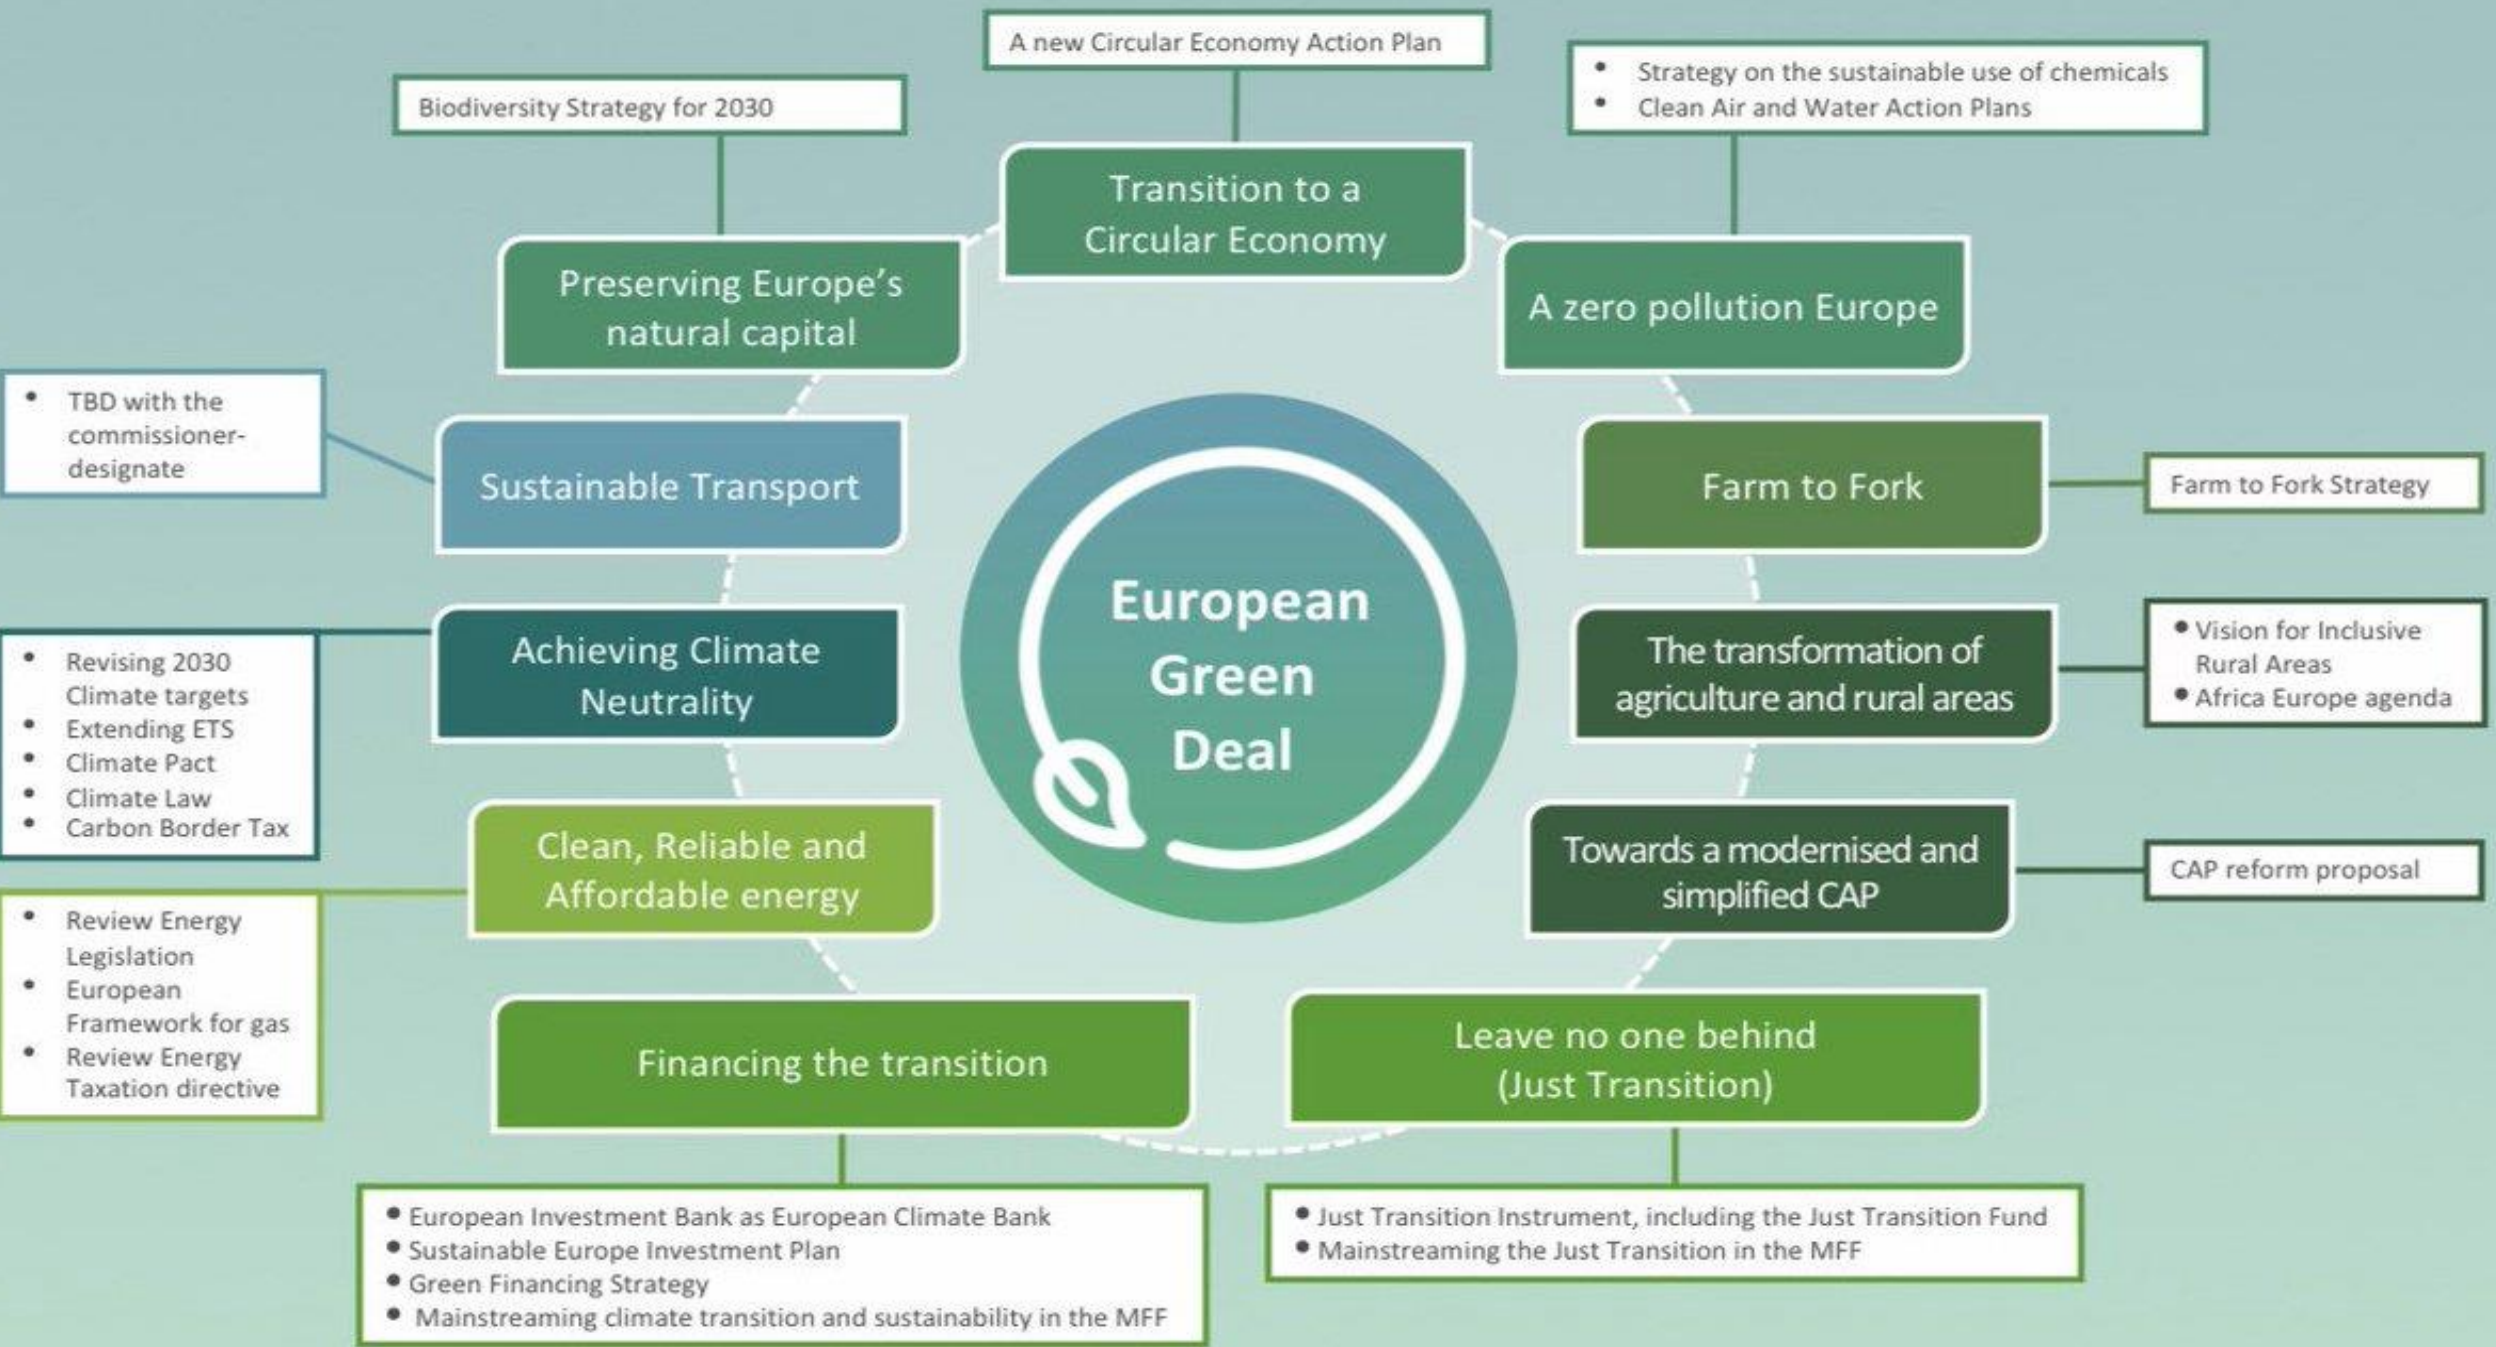 A new Circular Economy Action Plan
• Strategy on the sustainable use of chemicals
• Clean Air and Water Action Plans
Biodiversity Strategy for 2030
Transition to a
Circular Economy
Preserving Europe's
natural capital
A zero pollution Europe
• TBD with the
commissioner-
designate
Sustainable Transport
Farm to Fork
Farm to Fork Strategy
European
Green
Deal
• Revising 2030
Climate targets
• Extending ETS
• Climate Pact
• Climate Law
• Carbon Border Tax
Achieving Climate
Neutrality
The transformation of
agriculture and rural areas
• Vision for Inclusive
Rural Areas
• Africa Europe agenda
Clean, Reliable and
Affordable energy
Towards a modernised and
simplified CAP
CAP reform proposal
• Review Energy
Legislation
• European
Framework for gas
• Review Energy
Taxation directive
Financing the transition
Leave no one behind
(Just Transition)
• European Investment Bank as European Climate Bank
• Sustainable Europe Investment Plan
• Green Financing Strategy
• Mainstreaming climate transition and sustainability in the MFF
• Just Transition Instrument, including the Just Transition Fund
• Mainstreaming the Just Transition in the MFF